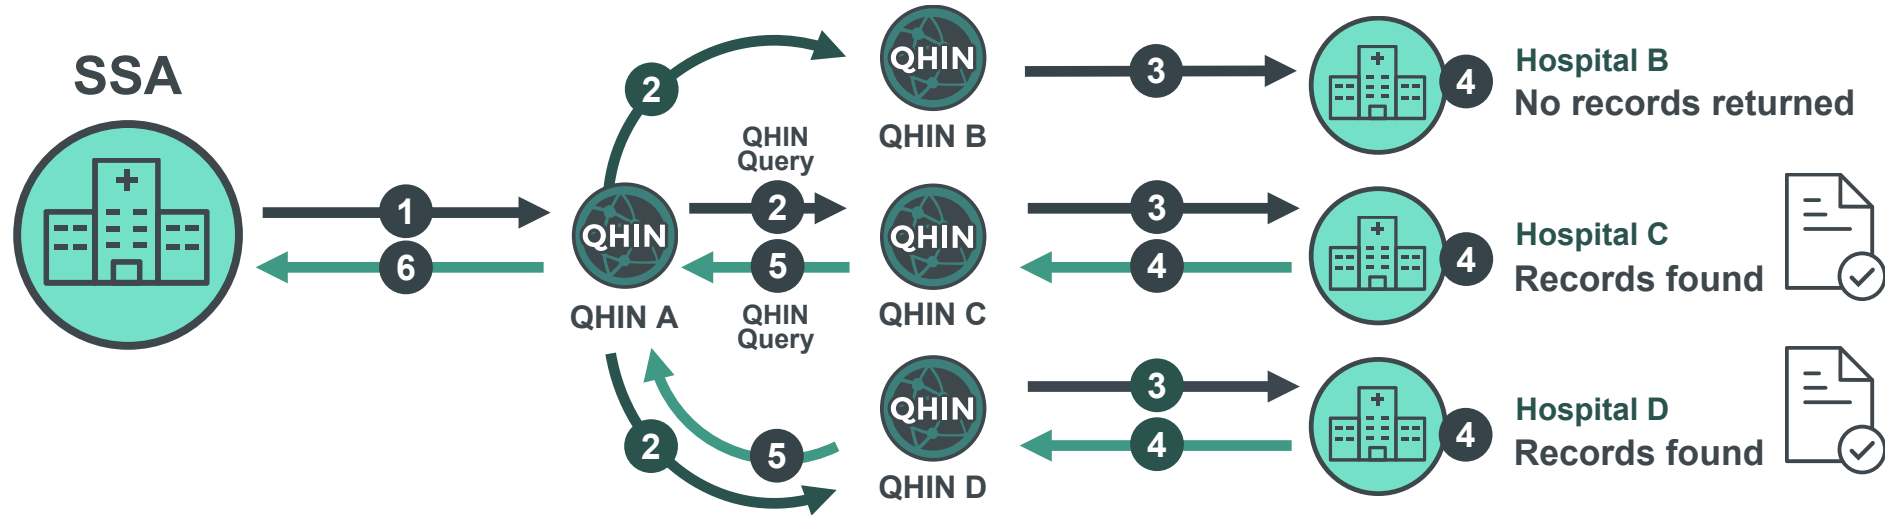 SSA
1
6
QHIN
QHIN A
2
QHIN
Query
2
5
QHIN
Query
2
5
QHIN
QHIN B
3
4
Hospital B
No records returned
QHIN
QHIN C
3
4
4
Hospital C
Records found
QHIN
QHIN D
3
4
4
Hospital D
Records found